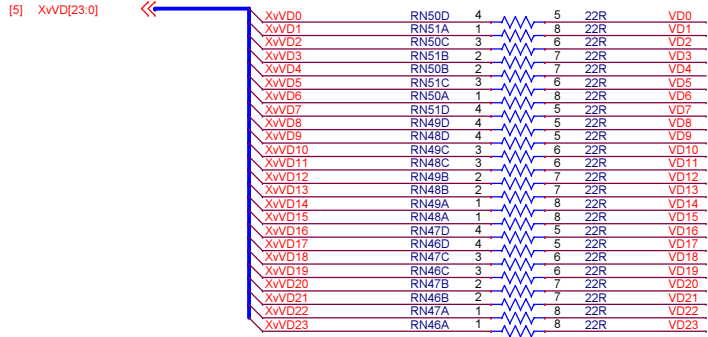 [5] XvVD[23:0]
XvVD0 RN50D 4 5 22R VD0
XvVD1 RN51A 1 8 22R VD1
XvVD2 RN50C 3 6 22R VD2
XvVD3 RN51B 2 7 22R VD3
XvVD4 RN50B 2 7 22R VD4
XvVD5 RN51C 3 6 22R VD5
XvVD6 RN50A 1 8 22R VD6
XvVD7 RN51D 4 5 22R VD7
XvVD8 RN49D 4 5 22R VD8
XvVD9 RN48D 4 5 22R VD9
XvVD10 RN49C 3 6 22R VD10
XvVD11 RN48C 3 6 22R VD11
XvVD12 RN49B 2 7 22R VD12
XvVD13 RN48B 2 7 22R VD13
XvVD14 RN49A 1 8 22R VD14
XvVD15 RN48A 1 8 22R VD15
XvVD16 RN47D 4 5 22R VD16
XvVD17 RN46D 4 5 22R VD17
XvVD18 RN47C 3 6 22R VD18
XvVD19 RN46C 3 6 22R VD19
XvVD20 RN47B 2 7 22R VD20
XvVD21 RN46B 2 7 22R VD21
XvVD22 RN47A 1 8 22R VD22
XvVD23 RN46A 1 8 22R VD23